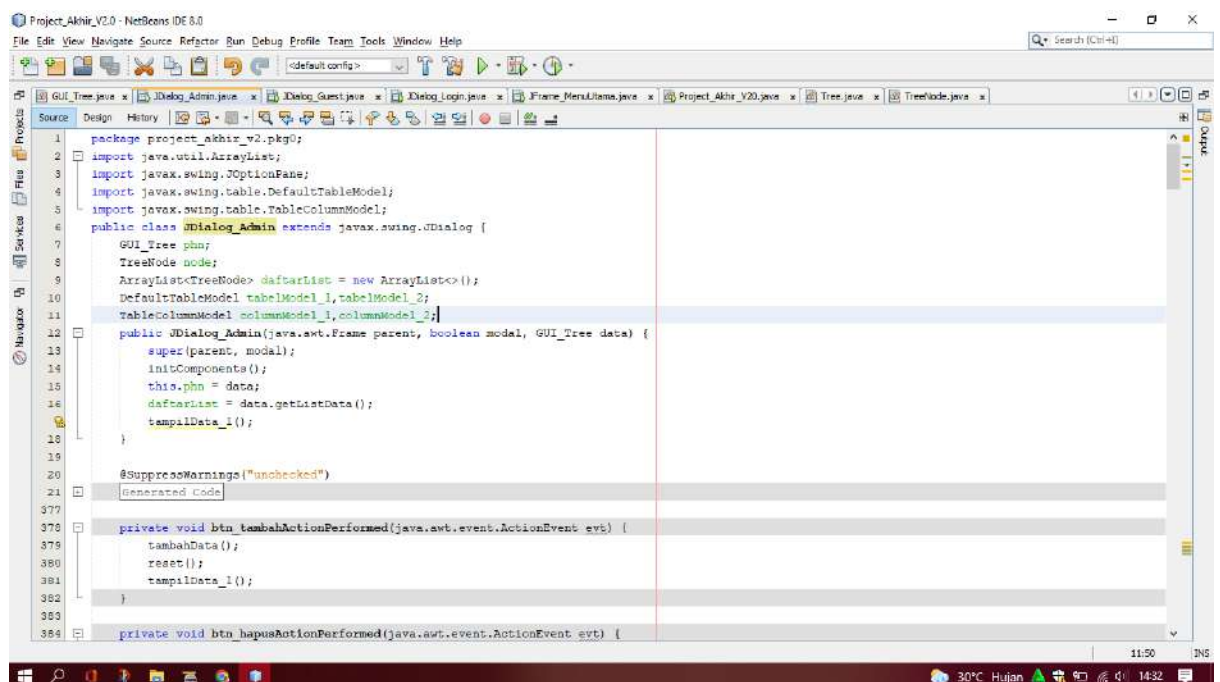 Project_Akhir_V2.0 - NetBeans IDE 8.0
File Edit View Navigate Source Refactor Run Debug Profile Team Tools Window Help
Search (Ctrl+I)
<default config>
GUI_Tree.java x JDialog_Admin.java x JDialog_Guest.java x JDialog_Login.java x JFrame_MenuUtama.java x Project_Akhir_V20.java x Tree.java x TreeNode.java x
Source Design History
Projects
Files
Services
Navigator
Output
1 package project_akhir_v2.pkg0;
2 import java.util.ArrayList;
3 import javax.swing.JOptionPane;
4 import javax.swing.table.DefaultTableModel;
5 import javax.swing.table.TableColumnModel;
6 public class JDialog_Admin extends javax.swing.JDialog {
7 GUI_Tree phn;
8 TreeNode node;
9 ArrayList<TreeNode> daftarList = new ArrayList<>();
10 DefaultTableModel tabelModel_1,tabelModel_2;
11 TableColumnModel columnModel_1,columnModel_2;
12 public JDialog_Admin(java.awt.Frame parent, boolean modal, GUI_Tree data) {
13 super(parent, modal);
14 initComponents();
15 this.phn = data;
16 daftarList = data.getListData();
tampilData_1();
18 }
19
20 @SuppressWarnings("unchecked")
21 Generated Code
377
378 private void btn_tambahActionPerformed(java.awt.event.ActionEvent evt) {
379 tambahData();
380 reset();
381 tampilData_1();
382 }
383
384 private void btn_hapusActionPerformed(java.awt.event.ActionEvent evt) {
11:50 INS
30°C Hujan 14:32